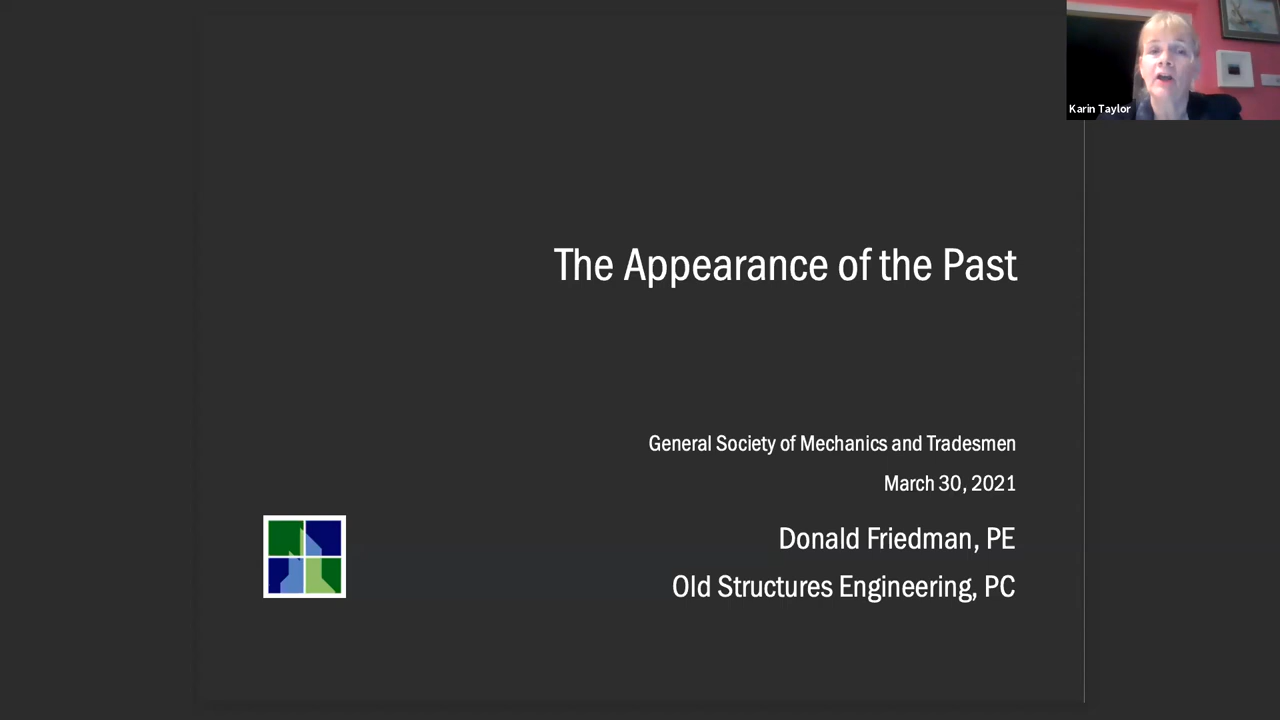 Karin Taylor
The Appearance of the Past
General Society of Mechanics and Tradesmen
March 30, 2021
Donald Friedman, PE
Old Structures Engineering, PC